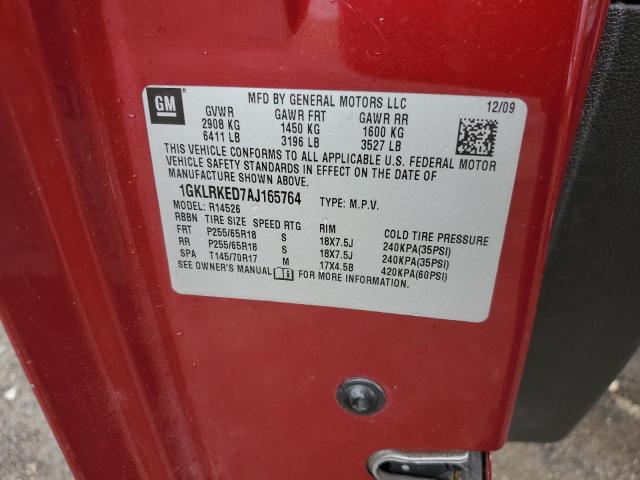 GM
MFD BY GENERAL MOTORS LLC 12/09
GVWR GAWR FRT GAWR RR
2908 KG 1450 KG 1600 KG
6411 LB 3196 LB 3527 LB
THIS VEHICLE CONFORMS TO ALL APPLICABLE U.S. FEDERAL MOTOR
VEHICLE SAFETY STANDARDS IN EFFECT ON THE DATE OF
MANUFACTURE SHOWN ABOVE.
1GKLRKED7AJ165764 TYPE: M.P.V.
MODEL: R14526
RBBN TIRE SIZE SPEED RTG RIM COLD TIRE PRESSURE
FRT P255/65R18 S 18X7.5J 240KPA(35PSI)
RR P255/65R18 S 18X7.5J 240KPA(35PSI)
SPA T145/70R17 M 17X4.5B 420KPA(60PSI)
SEE OWNER'S MANUAL FOR MORE INFORMATION.